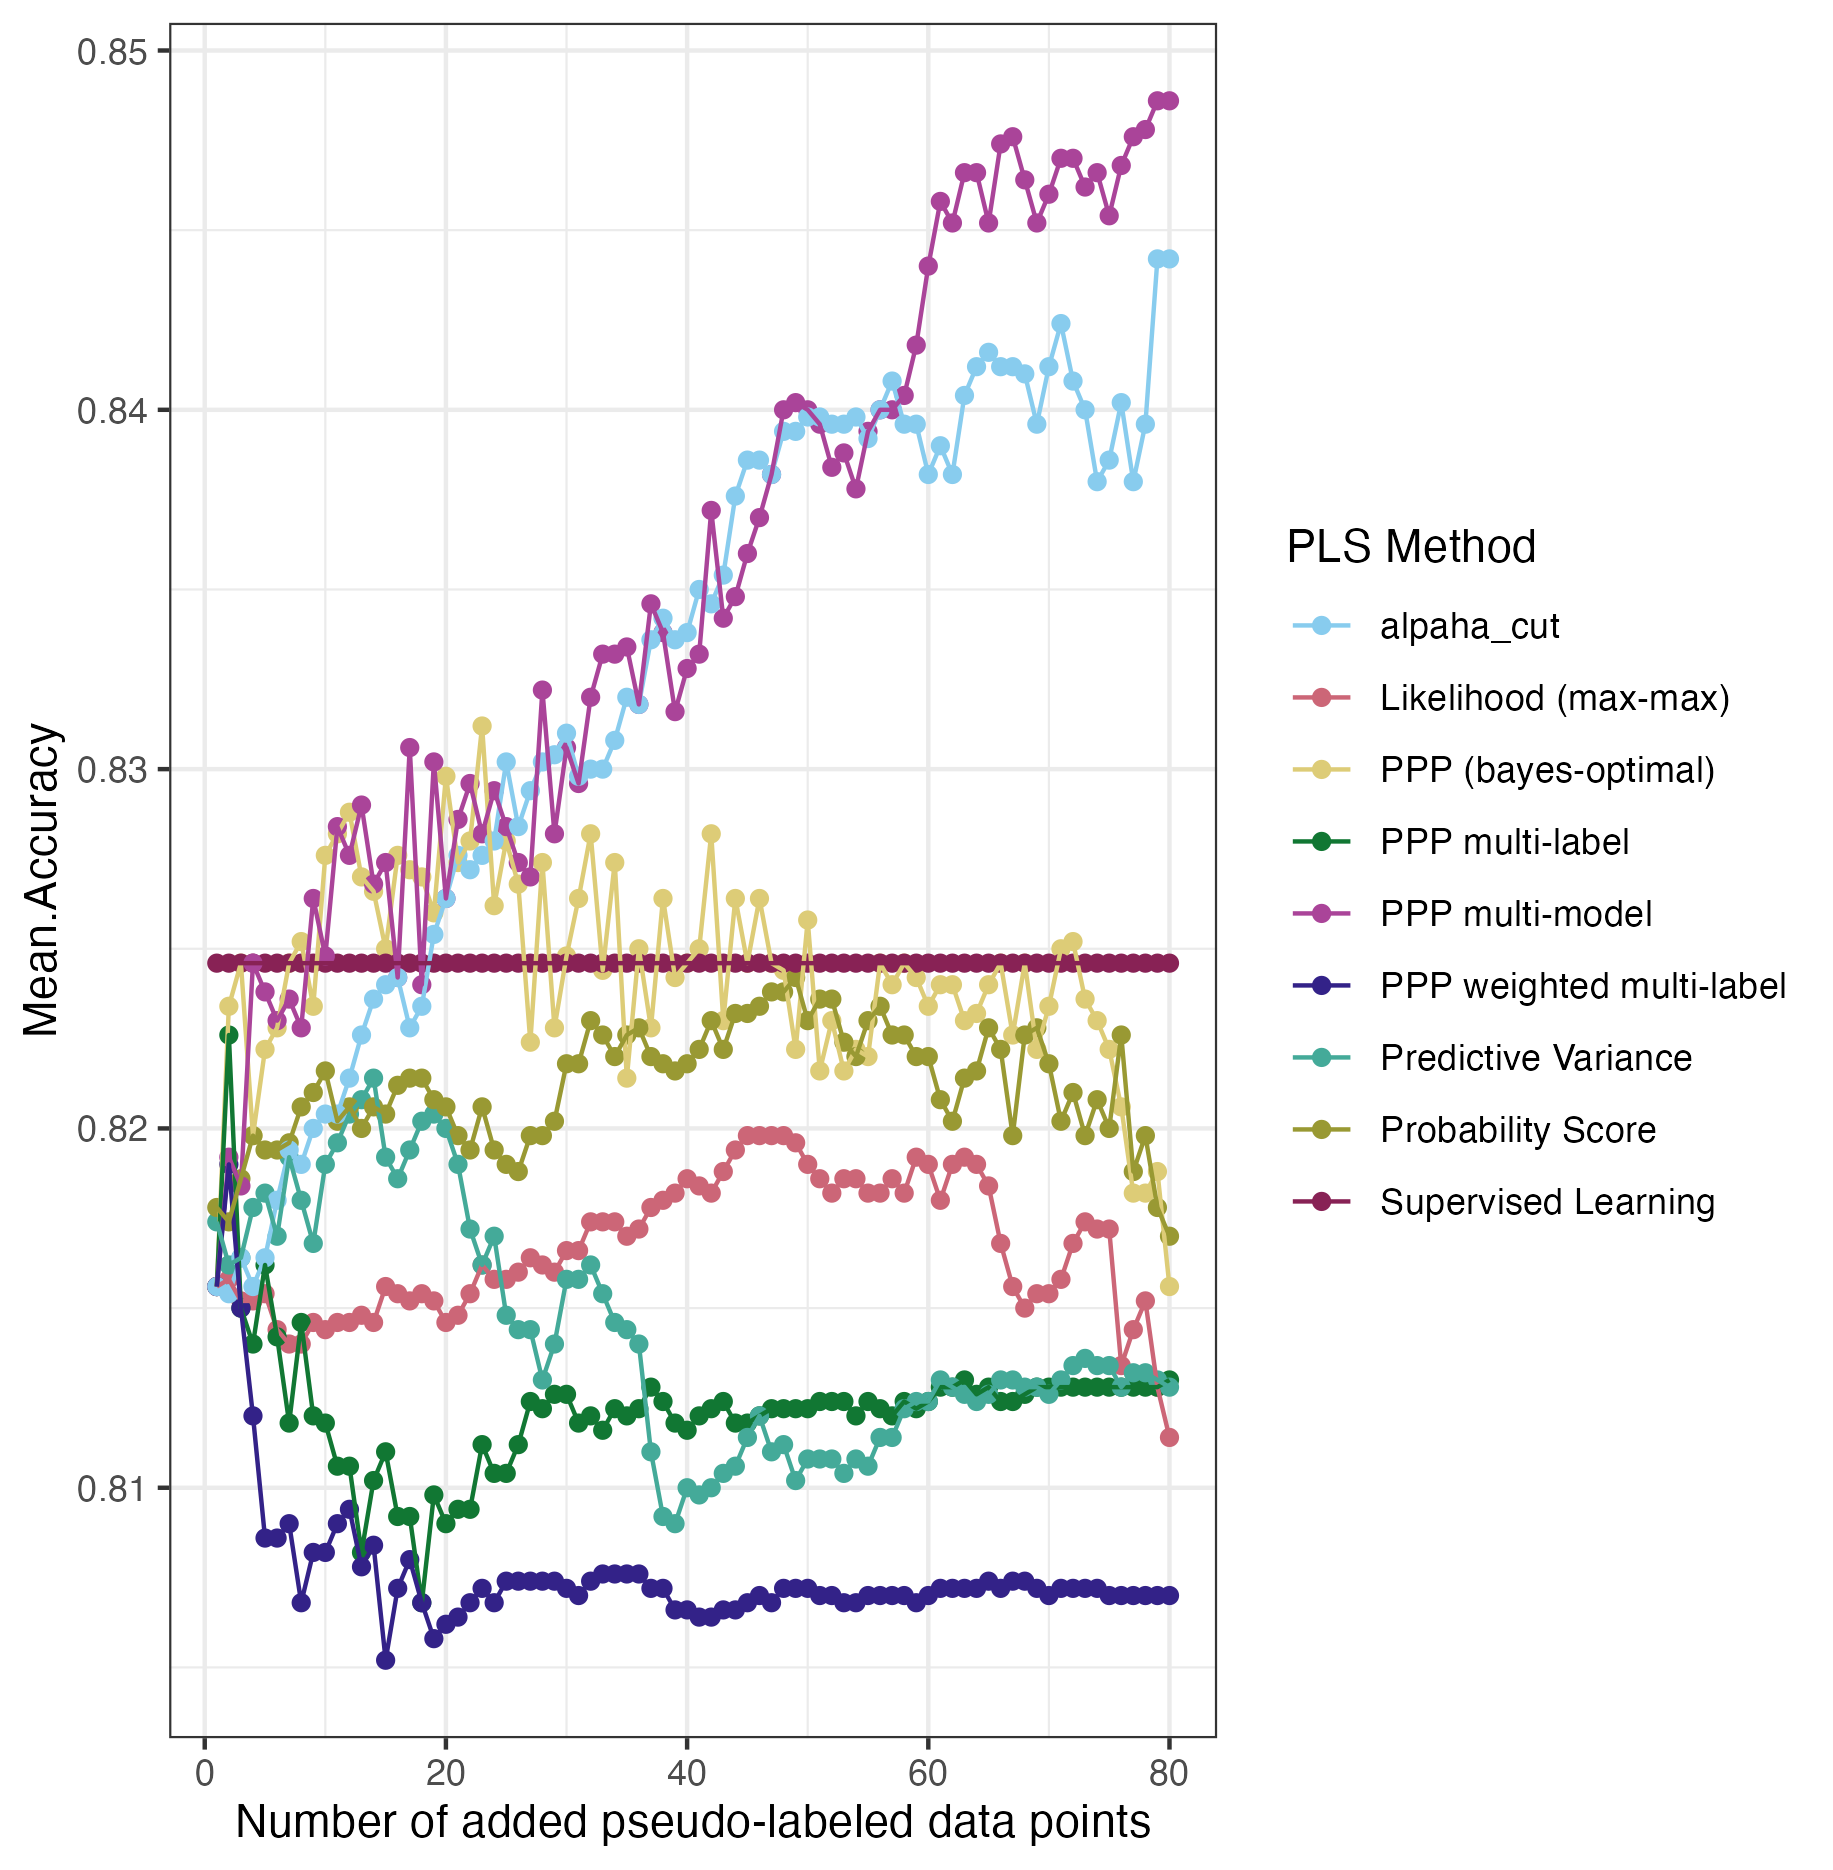 0.85
0.84
0.83
0.82
0.81
Mean.Accuracy
0 20 40 60 80
Number of added pseudo-labeled data points
PLS Method
alpaha_cut
Likelihood (max-max)
PPP (bayes-optimal)
PPP multi-label
PPP multi-model
PPP weighted multi-label
Predictive Variance
Probability Score
Supervised Learning